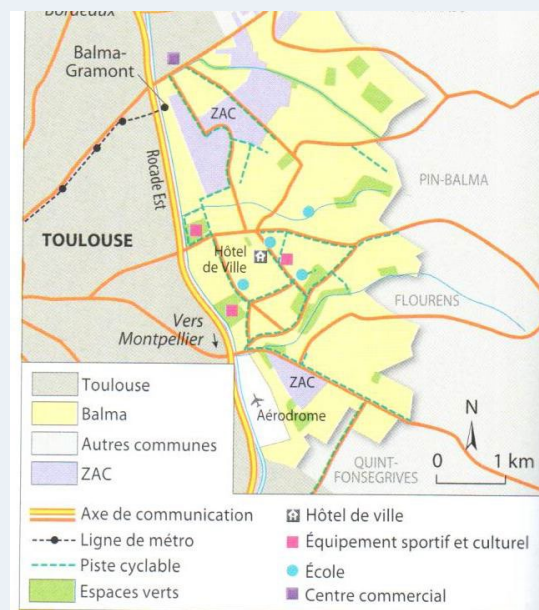 Bordeaux
Balma-
Gramont
ZAC
Rocade Est
PIN-BALMA
TOULOUSE
Hôtel
de Ville
FLOURENS
Vers
Montpellier
ZAC
Aérodrome
N
QUINT-
FONSEGRIVES
0 1 km
Toulouse
Balma
Autres communes
ZAC
Axe de communication
Ligne de métro
Piste cyclable
Espaces verts
Hôtel de ville
Équipement sportif et culturel
École
Centre commercial